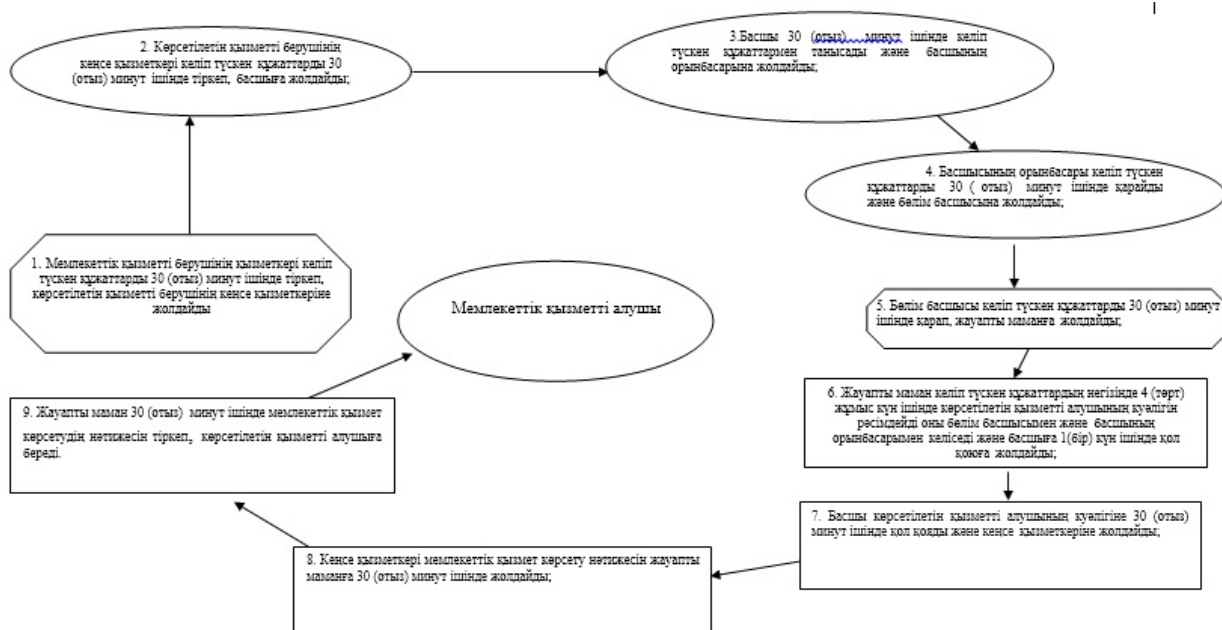 1. Мемлекеттік қызметті берушінің қызметкері келіп
түскен құжаттарды 30 (отыз) минут ішінде тіркеп,
көрсетілетін қызметті берушінің кеңсе қызметкеріне
жолдайды
2. Көрсетілетін қызметті берушінің
кеңсе қызметкері келіп түскен құжаттарды 30
(отыз) минут ішінде тіркеп, басшыға жолдайды;
3.Басшы 30 (отыз) минут ішінде келіп
түскен құжаттармен танысады және басшының
орынбасарына жолдайды;
4. Басшысының орынбасары келіп түскен
құжаттарды 30 ( отыз) минут ішінде қарайды
және бөлім басшысына жолдайды;
5. Бөлім басшысы келіп түскен құжаттарды 30 (отыз) минут
ішінде қарап, жауапты маманға жолдайды;
6. Жауапты маман келіп түскен құжаттардың негізінде 4 (төрт)
жұмыс күн ішінде көрсетілетін қызметті алушының куәлігін
рәсімдейді оны бөлім басшысымен және басшының
орынбасарымен келіседі және басшыға 1(бір) күн ішінде қол
қоюға жолдайды;
7. Басшы көрсетілетін қызметті алушының куәлігіне 30 (отыз)
минут ішінде қол қояды және кеңсе қызметкеріне жолдайды;
8. Кеңсе қызметкері мемлекеттік қызмет көрсету нәтижесін жауапты
маманға 30 (отыз) минут ішінде жолдайды;
9. Жауапты маман 30 (отыз) минут ішінде мемлекеттік қызмет
көрсетудің нәтижесін тіркеп, көрсетілетін қызметті алушыға
береді.
Мемлекеттік қызметті алушы